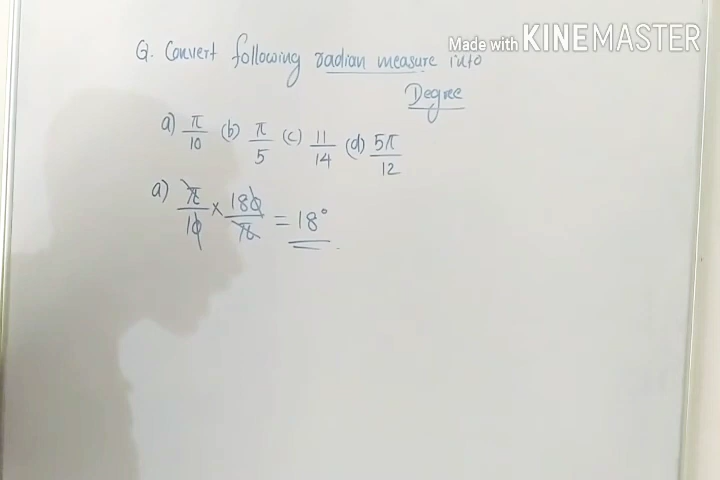 Q. Convert following radian measure into
Made with KINEMASTER
Degree
a) π/10 (b) π/5 (c) 11/14 (d) 5π/12
a) π/10 × 180/π = 18°